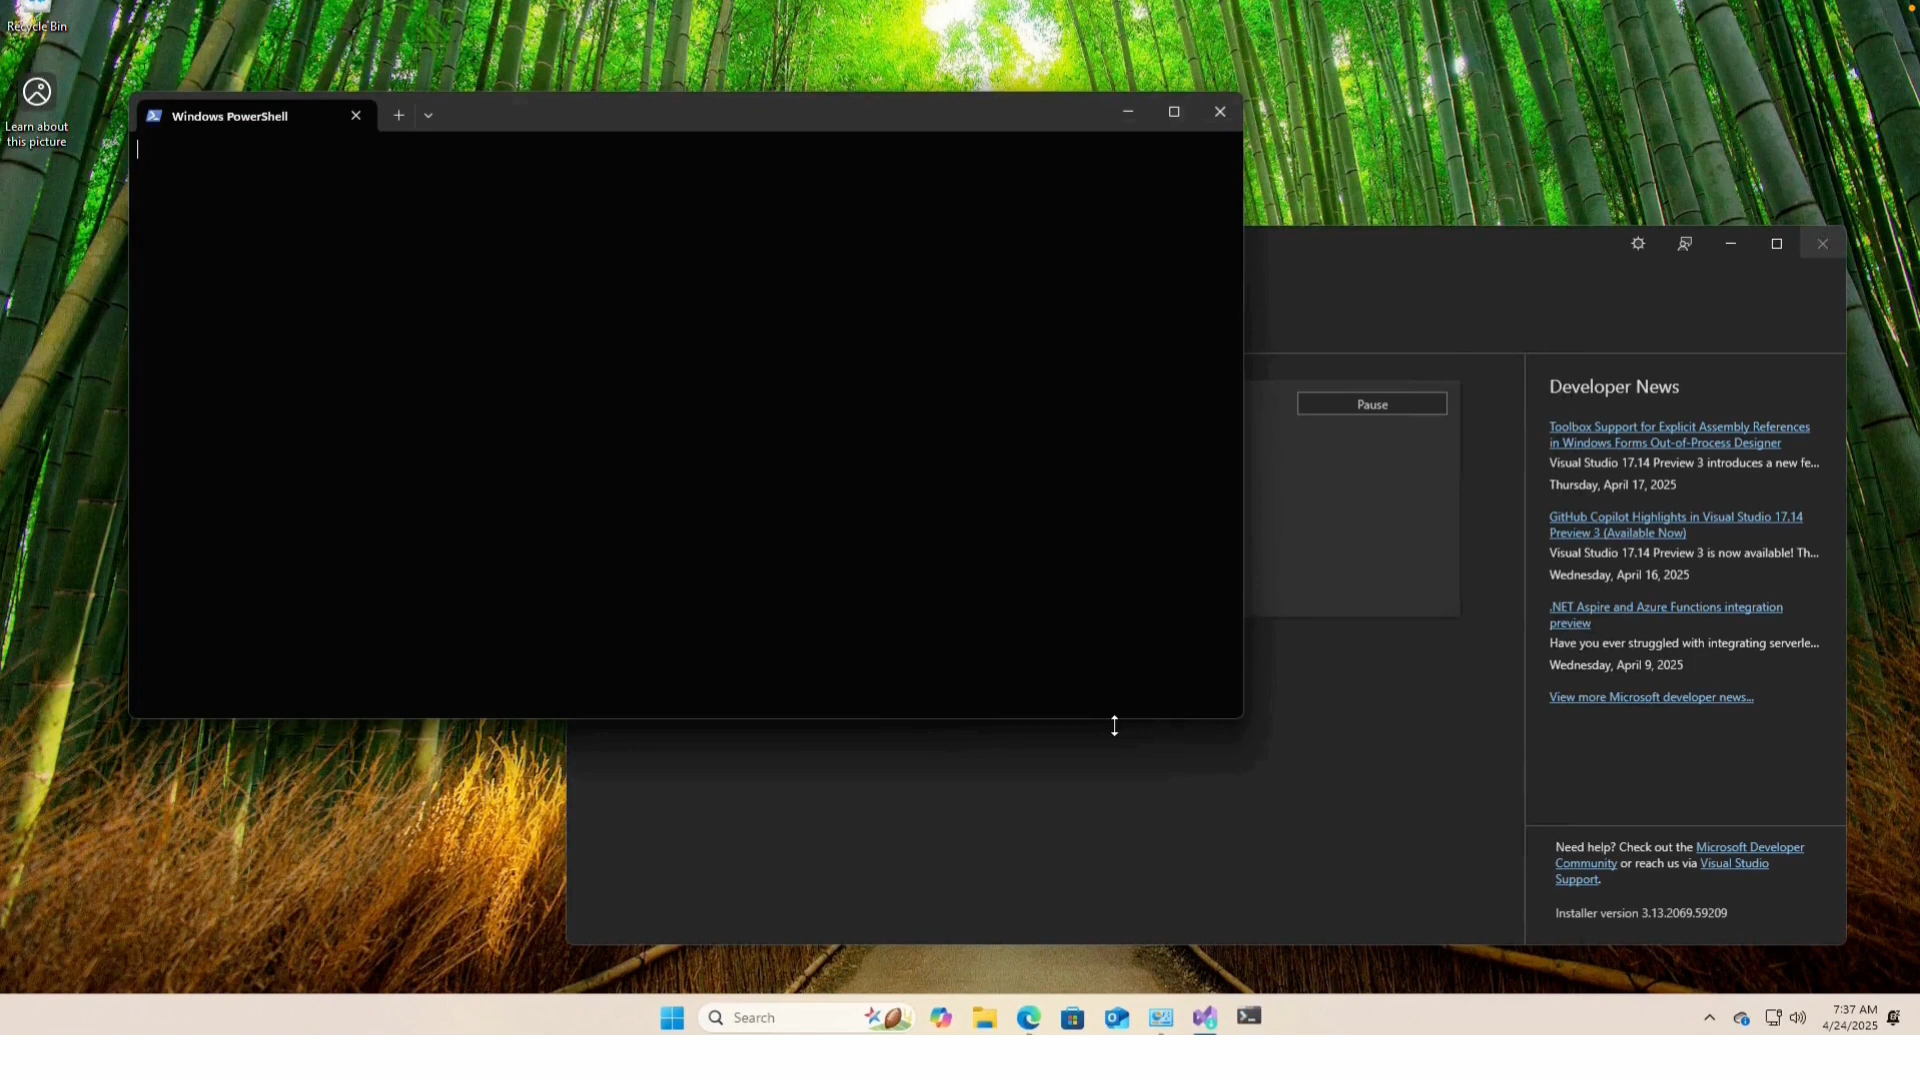 Recycle Bin
Learn about
this picture
Windows PowerShell
Pause
Developer News
Toolbox Support for Explicit Assembly References
in Windows Forms Out-of-Process Designer
Visual Studio 17.14 Preview 3 introduces a new fe...
Thursday, April 17, 2025
GitHub Copilot Highlights in Visual Studio 17.14
Preview 3 (Available Now)
Visual Studio 17.14 Preview 3 is now available! Th...
Wednesday, April 16, 2025
.NET Aspire and Azure Functions integration
preview
Have you ever struggled with integrating serverle...
Wednesday, April 9, 2025
View more Microsoft developer news...
Need help? Check out the Microsoft Developer
Community or reach us via Visual Studio
Support.
Installer version 3.13.2069.59209
Search
7:37 AM
4/24/2025